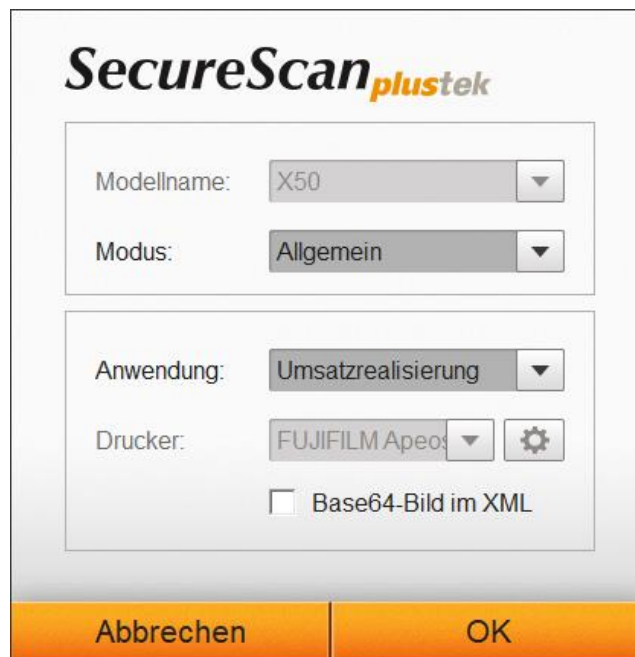 SecureScan plustek
Modellname: X50
Modus: Allgemein
Anwendung: Umsatzrealisierung
Drucker: FUJIFILM Apeos
Base64-Bild im XML
Abbrechen OK